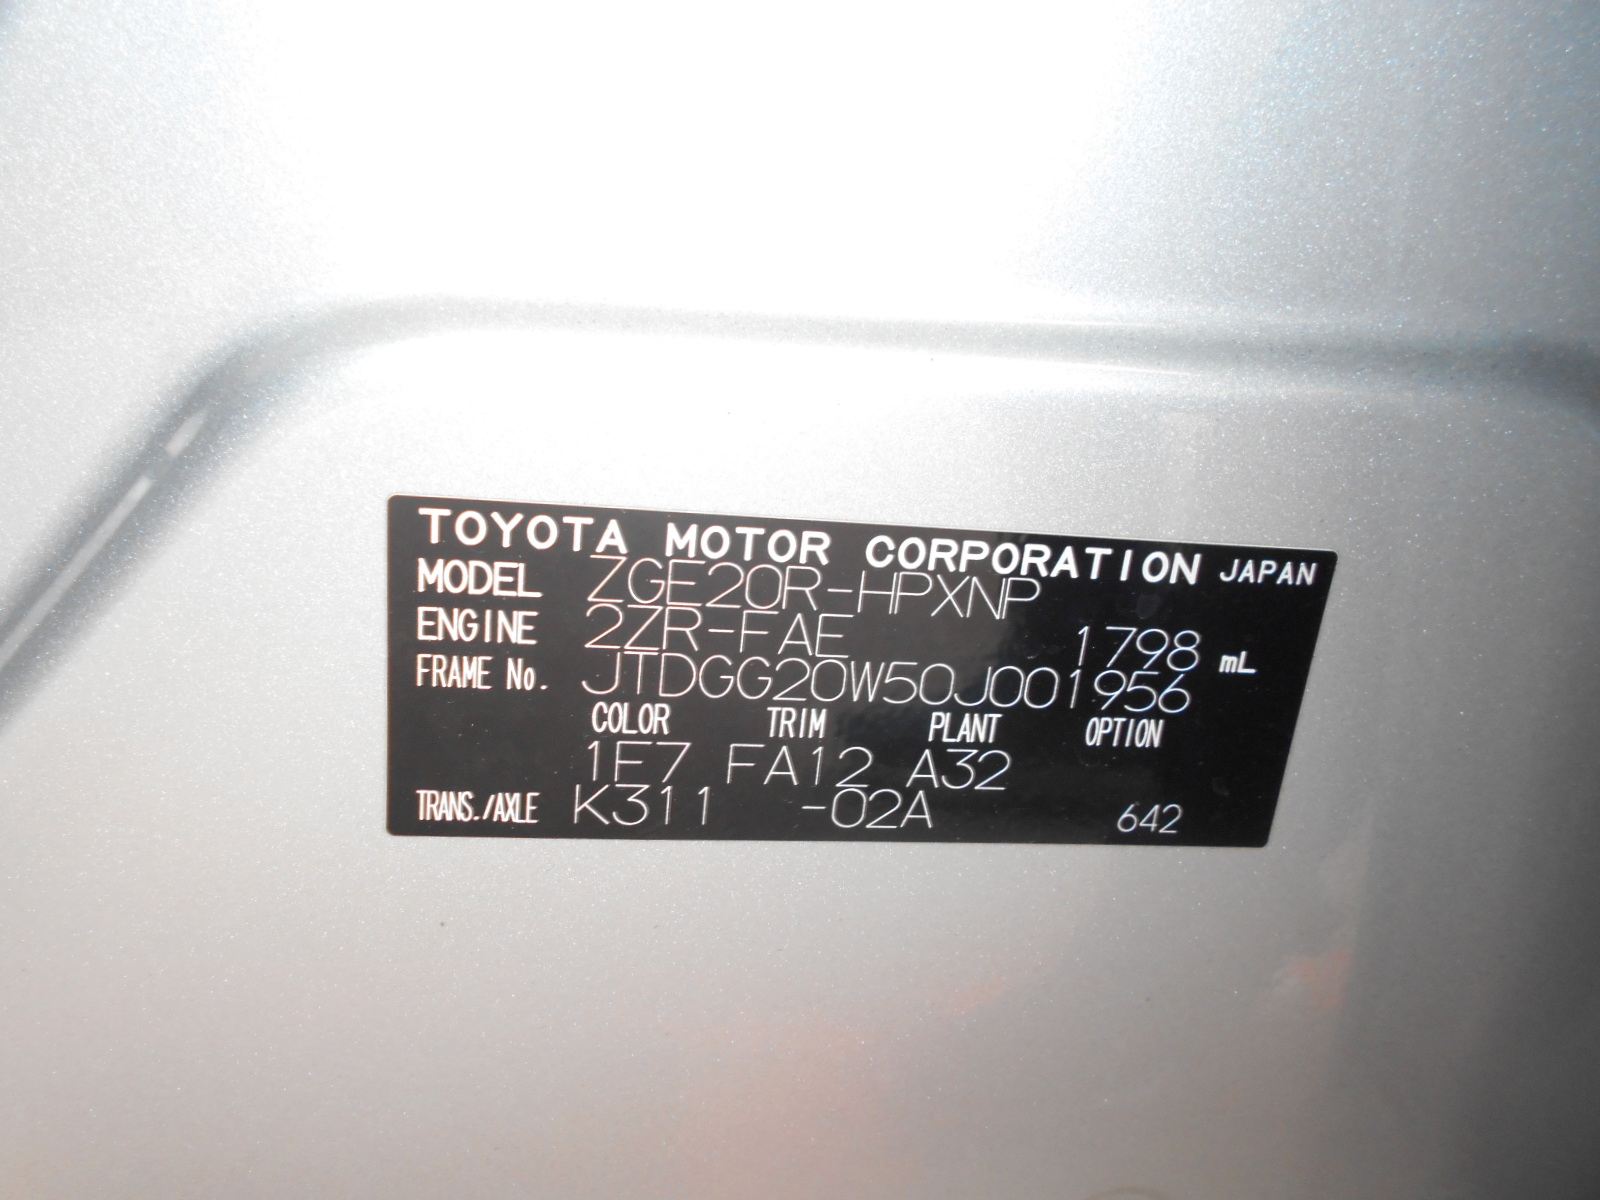 TOYOTA MOTOR CORPORATION JAPAN
MODEL ZGE20R-HPXNP
ENGINE 2ZR-FAE 1798 mL
FRAME No. JTDGG20W50J001956
COLOR TRIM PLANT OPTION
1F7 FA12 A32
TRANS./AXLE K311 -02A 642